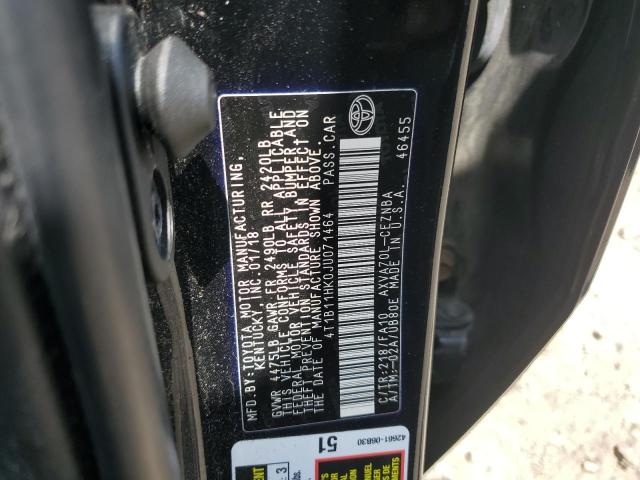 MFD.BY:TOYOTA MOTOR MANUFACTURING,
KENTUCKY, INC. 01/18
GVWR 4475LB GAWR FR 2490LB RR 2420LB
THIS VEHICLE CONFORMS TO ALL APPLICABLE
FEDERAL MOTOR VEHICLE SAFETY, BUMPER AND
THEFT PREVENTION STANDARDS IN EFFECT ON
THE DATE OF MANUFACTURE SHOWN ABOVE.
4T1B11HK0JU071464 PASS.CAR
C/TR:218/FA10 AXVA70L-CEZNBA
A/TM:-02A/UB80E MADE IN U.S.A.
46455
TOYOTA
51
42661-06B30